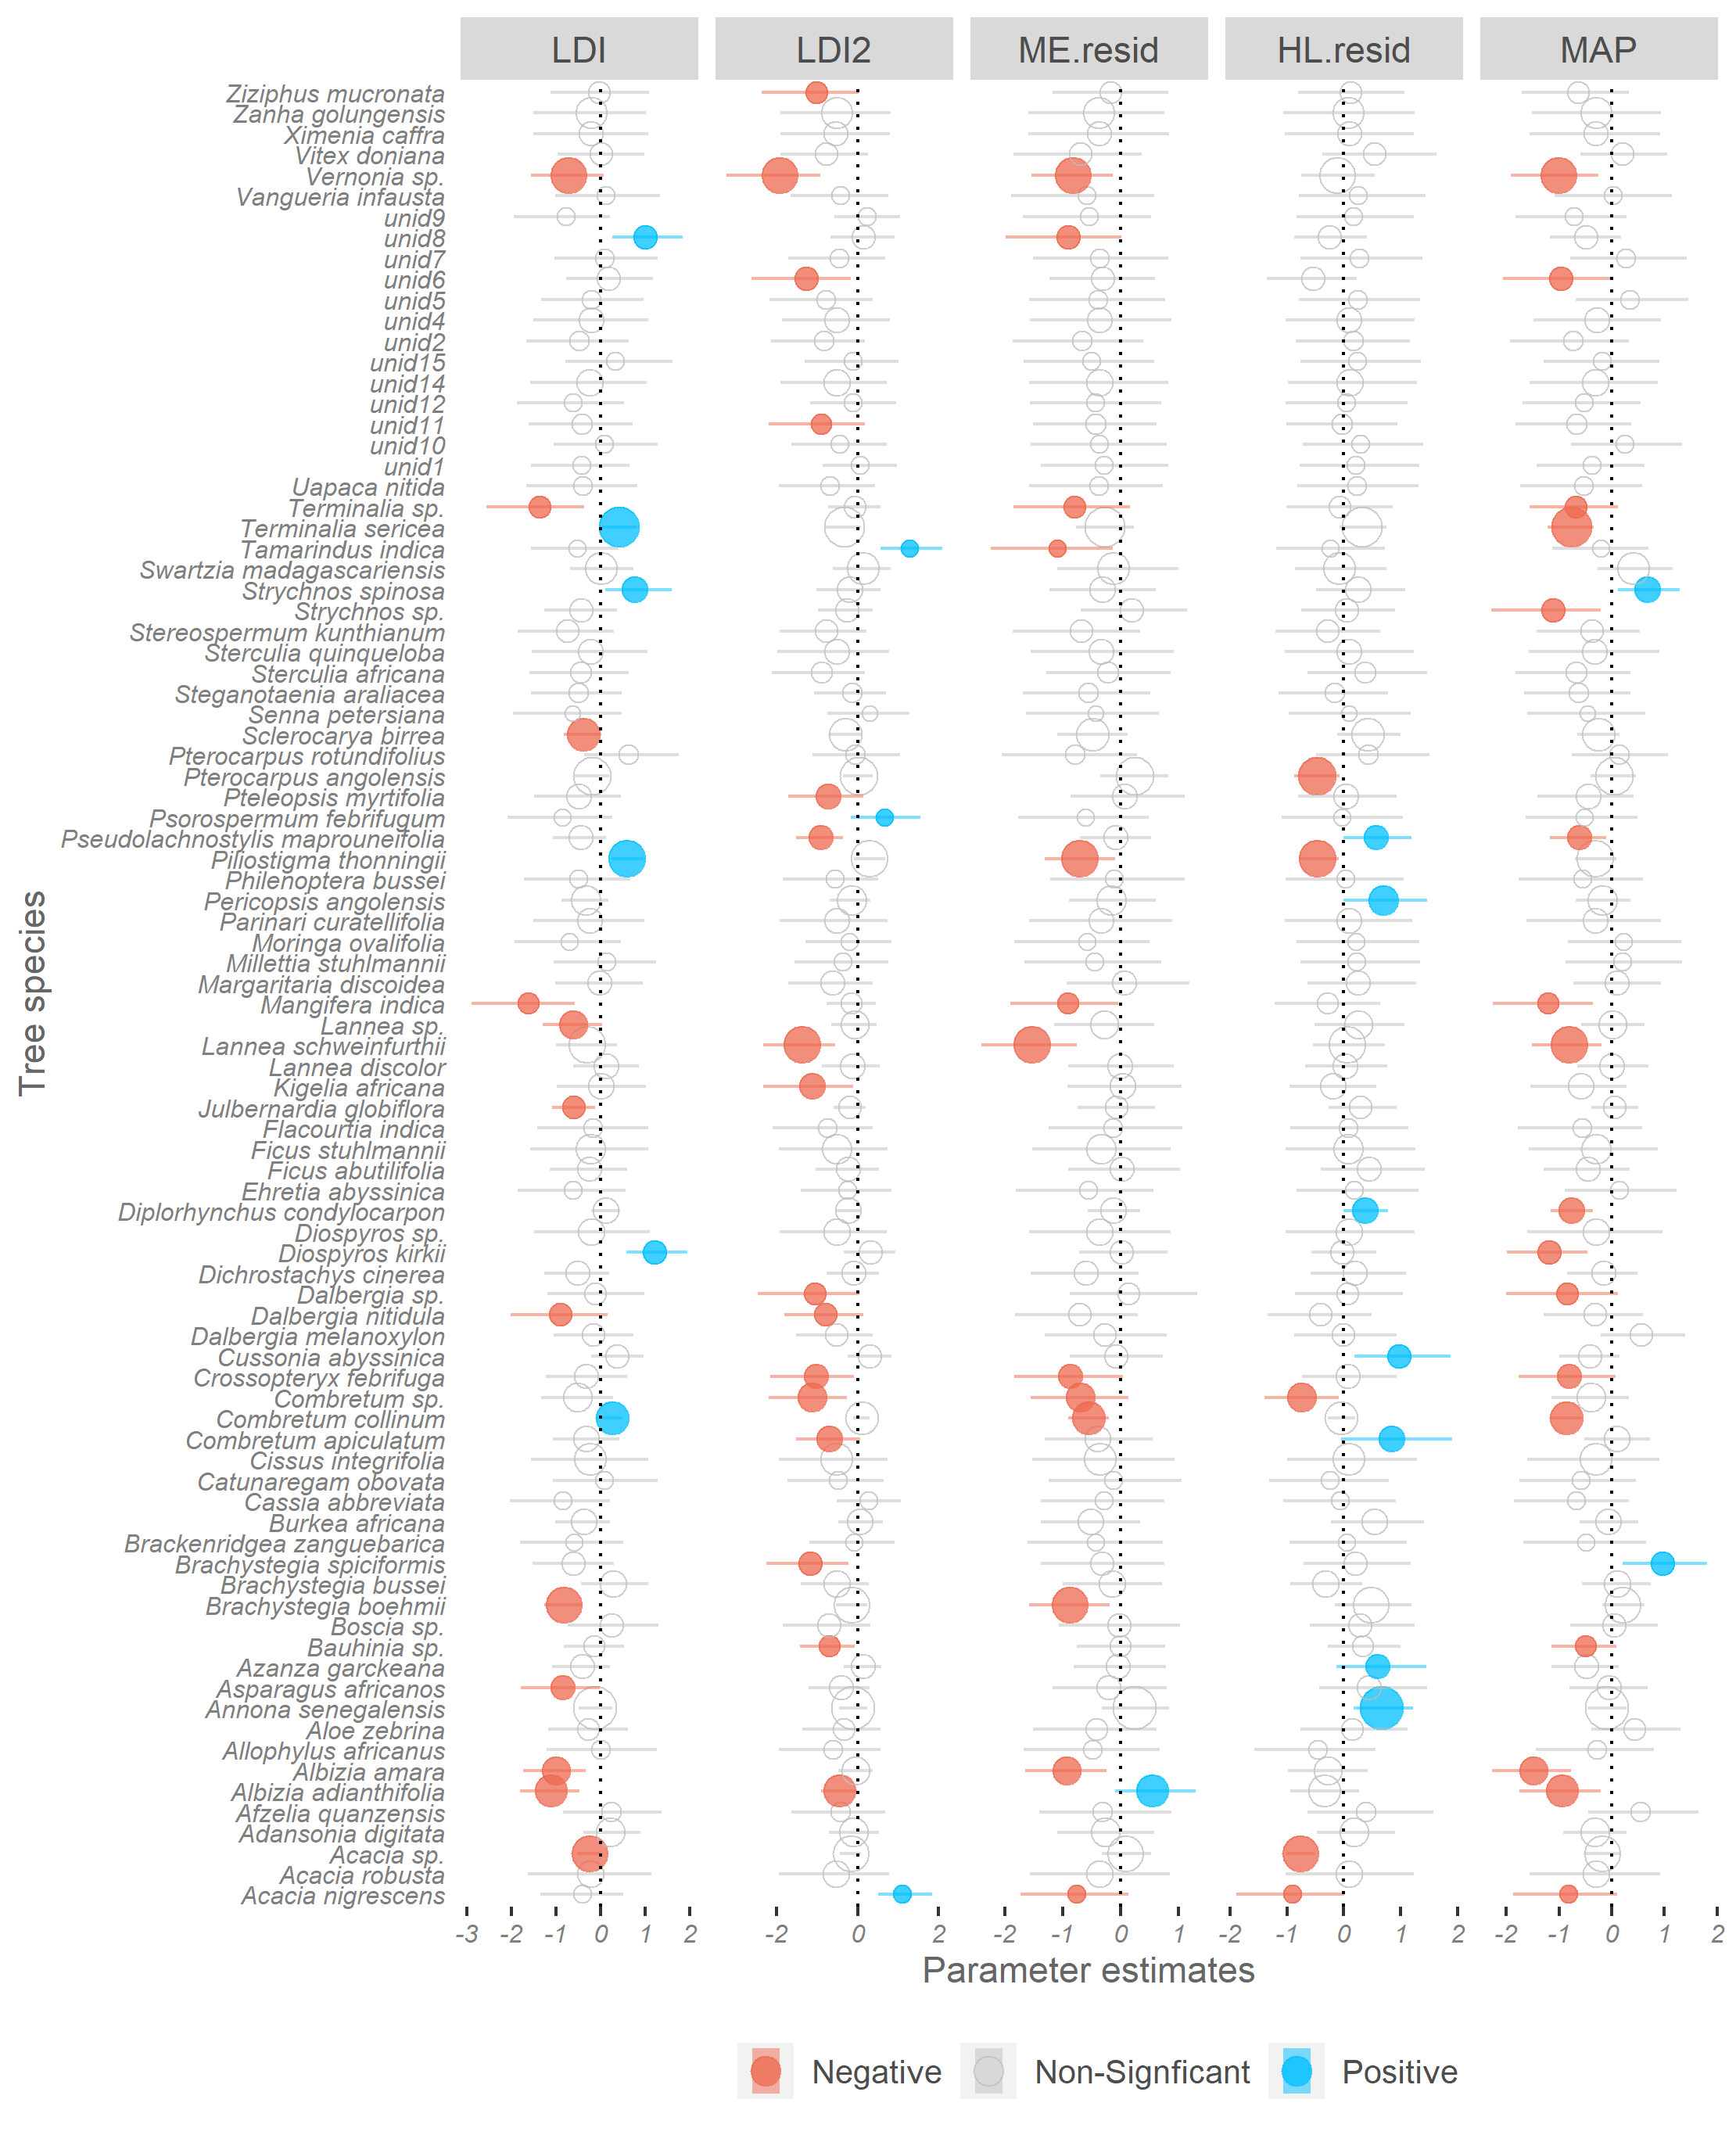 LDI LDI2 ME.resid HL.resid MAP
Ziziphus mucronata
Zanha golungensis
Ximenia caffra
Vitex doniana
Vernonia sp.
Vangueria infausta
unid9
unid8
unid7
unid6
unid5
unid4
unid2
unid15
unid14
unid12
unid11
unid10
unid1
Uapaca nitida
Terminalia sp.
Terminalia sericea
Tamarindus indica
Swartzia madagascariensis
Strychnos spinosa
Strychnos sp.
Stereospermum kunthianum
Sterculia quinqueloba
Sterculia africana
Steganotaenia araliacea
Senna petersiana
Sclerocarya birrea
Pterocarpus rotundifolius
Pterocarpus angolensis
Pteleopsis myrtifolia
Psorospermum febrifugum
Pseudolachnostylis maprouneifolia
Piliostigma thonningii
Philenoptera bussei
Pericopsis angolensis
Parinari curatellifolia
Moringa ovalifolia
Millettia stuhlmannii
Margaritaria discoidea
Mangifera indica
Lannea sp.
Lannea schweinfurthii
Lannea discolor
Kigelia africana
Julbernardia globiflora
Flacourtia indica
Ficus stuhlmannii
Ficus abutilifolia
Ehretia abyssinica
Diplorhynchus condylocarpon
Diospyros sp.
Diospyros kirkii
Dichrostachys cinerea
Dalbergia sp.
Dalbergia nitidula
Dalbergia melanoxylon
Cussonia abyssinica
Crossopteryx febrifuga
Combretum sp.
Combretum collinum
Combretum apiculatum
Cissus integrifolia
Catunaregam obovata
Cassia abbreviata
Burkea africana
Brackenridgea zanguebarica
Brachystegia spiciformis
Brachystegia bussei
Brachystegia boehmii
Boscia sp.
Bauhinia sp.
Azanza garckeana
Asparagus africanos
Annona senegalensis
Aloe zebrina
Allophylus africanus
Albizia amara
Albizia adianthifolia
Afzelia quanzensis
Adansonia digitata
Acacia sp.
Acacia robusta
Acacia nigrescens
Tree species
-3 -2 -1 0 1 2 -2 0 2 -2 -1 0 1 -2 -1 0 1 2 -2 -1 0 1 2
Parameter estimates
Negative Non-Signficant Positive